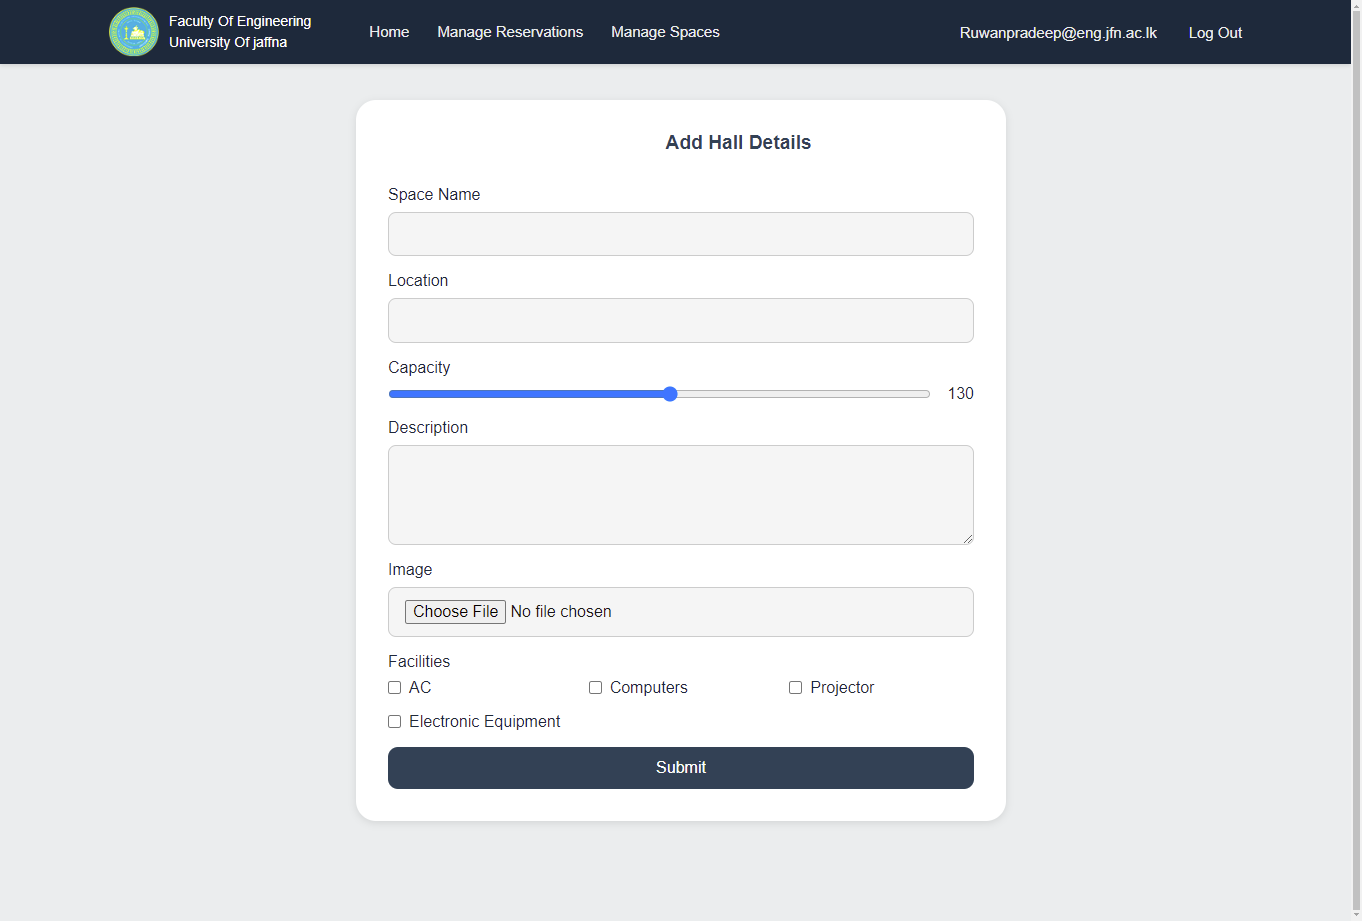 Faculty Of Engineering
University Of jaffna
Home
Manage Reservations
Manage Spaces
Ruwanpradeep@eng.jfn.ac.lk
Log Out
Add Hall Details
Space Name
Location
Capacity
130
Description
Image
Choose File No file chosen
Facilities
AC
Computers
Projector
Electronic Equipment
Submit